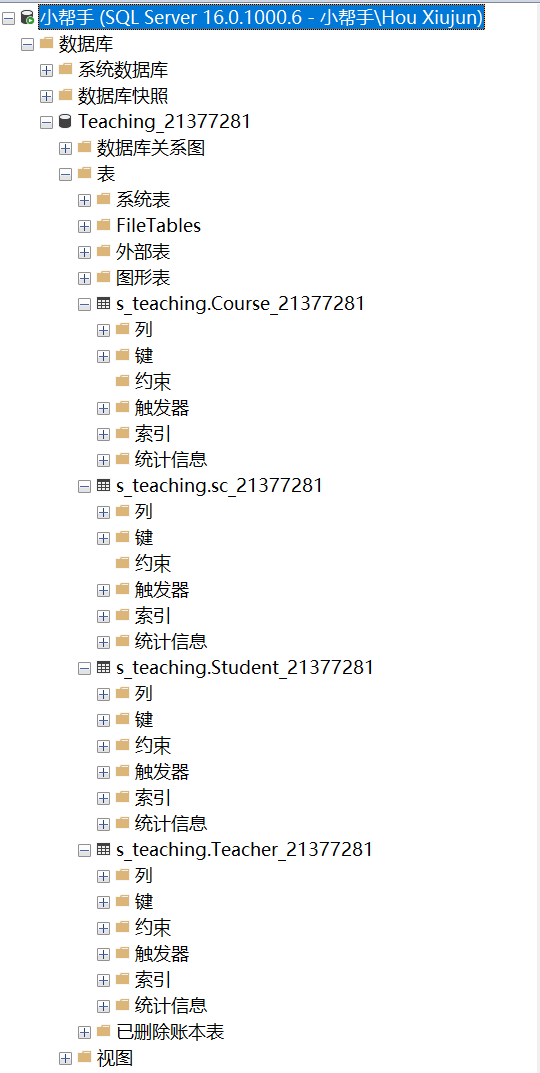 小帮手 (SQL Server 16.0.1000.6 - 小帮手\Hou Xiujun)
数据库
系统数据库
数据库快照
Teaching_21377281
数据库关系图
表
系统表
FileTables
外部表
图形表
s_teaching.Course_21377281
列
键
约束
触发器
索引
统计信息
s_teaching.sc_21377281
列
键
约束
触发器
索引
统计信息
s_teaching.Student_21377281
列
键
约束
触发器
索引
统计信息
s_teaching.Teacher_21377281
列
键
约束
触发器
索引
统计信息
已删除账本表
视图